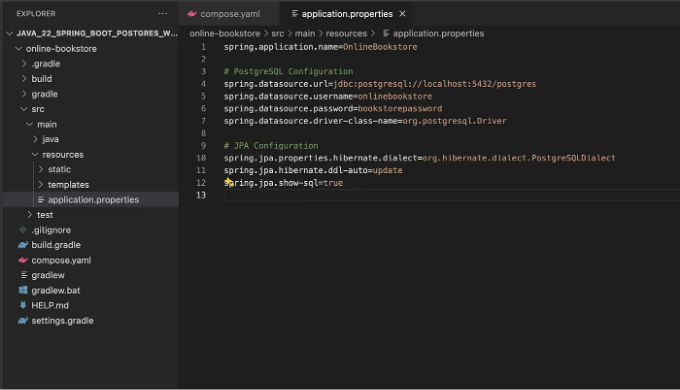 EXPLORER
JAVA_22_SPRING_BOOT_POSTGRES_W...
online-bookstore
.gradle
build
gradle
src
main
java
resources
static
templates
application.properties
test
.gitignore
build.gradle
compose.yaml
gradlew
gradlew.bat
HELP.md
settings.gradle
compose.yaml
application.properties
online-bookstore > src > main > resources > application.properties
1 spring.application.name=OnlineBookstore
2
3 # PostgreSQL Configuration
4 spring.datasource.url=jdbc:postgresql://localhost:5432/postgres
5 spring.datasource.username=onlinebookstore
6 spring.datasource.password=bookstorepassword
7 spring.datasource.driver-class-name=org.postgresql.Driver
8
9 # JPA Configuration
10 spring.jpa.properties.hibernate.dialect=org.hibernate.dialect.PostgreSQLDialect
11 spring.jpa.hibernate.ddl-auto=update
12 spring.jpa.show-sql=true
13